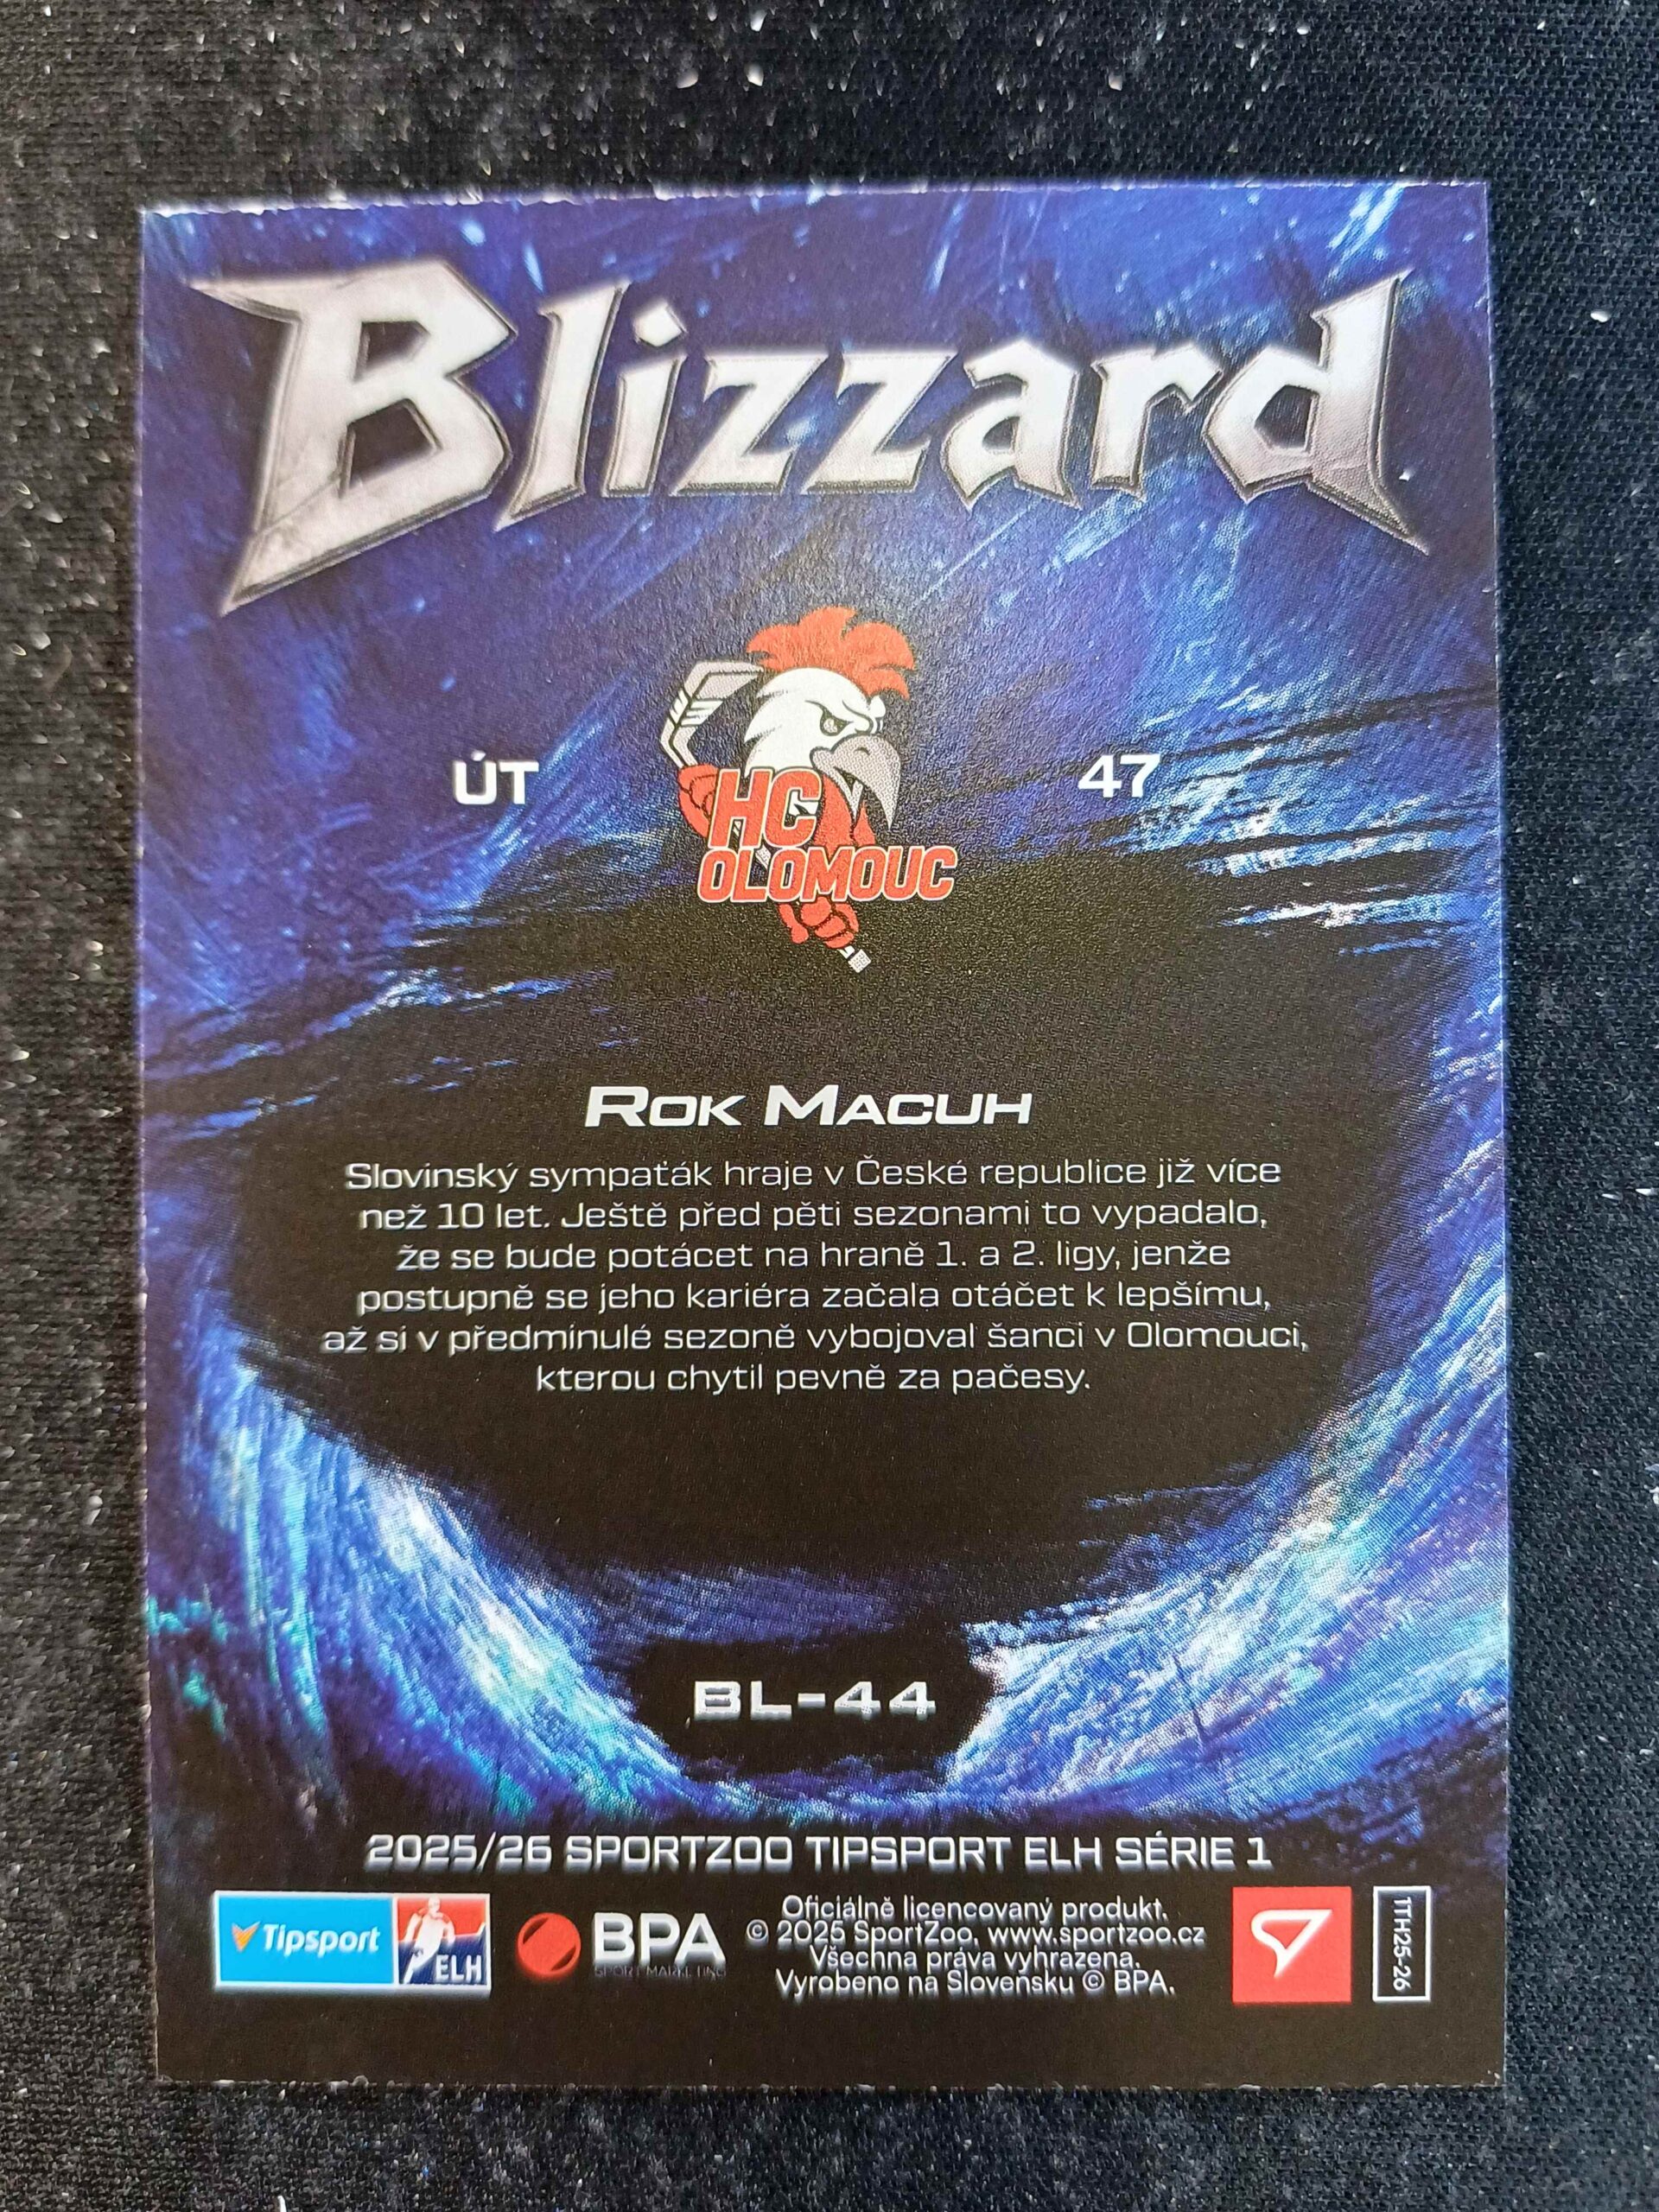 Blizzard
ÚT
47
HC
OLOMOUC
Rok Macuh
Slovinský sympaťák hraje v České republice již více
než 10 let. Ještě před pěti sezonami to vypadalo,
že se bude potácet na hraně 1. a 2. ligy, jenže
postupně se jeho kariéra začala otáčet k lepšímu,
až si v předminulé sezoně vybojoval šanci v Olomouci,
kterou chytil pevně za pačesy.
BL-44
2025/26 SPORTZOO TIPSPORT ELH SÉRIE 1
Tipsport
ELH
BPA
SPORT MARKETING
Oficiálně licencovaný produkt.
© 2025 SportZoo, www.sportzoo.cz
Všechna práva vyhrazena.
Vyrobeno na Slovensku © BPA.
1TH25-26